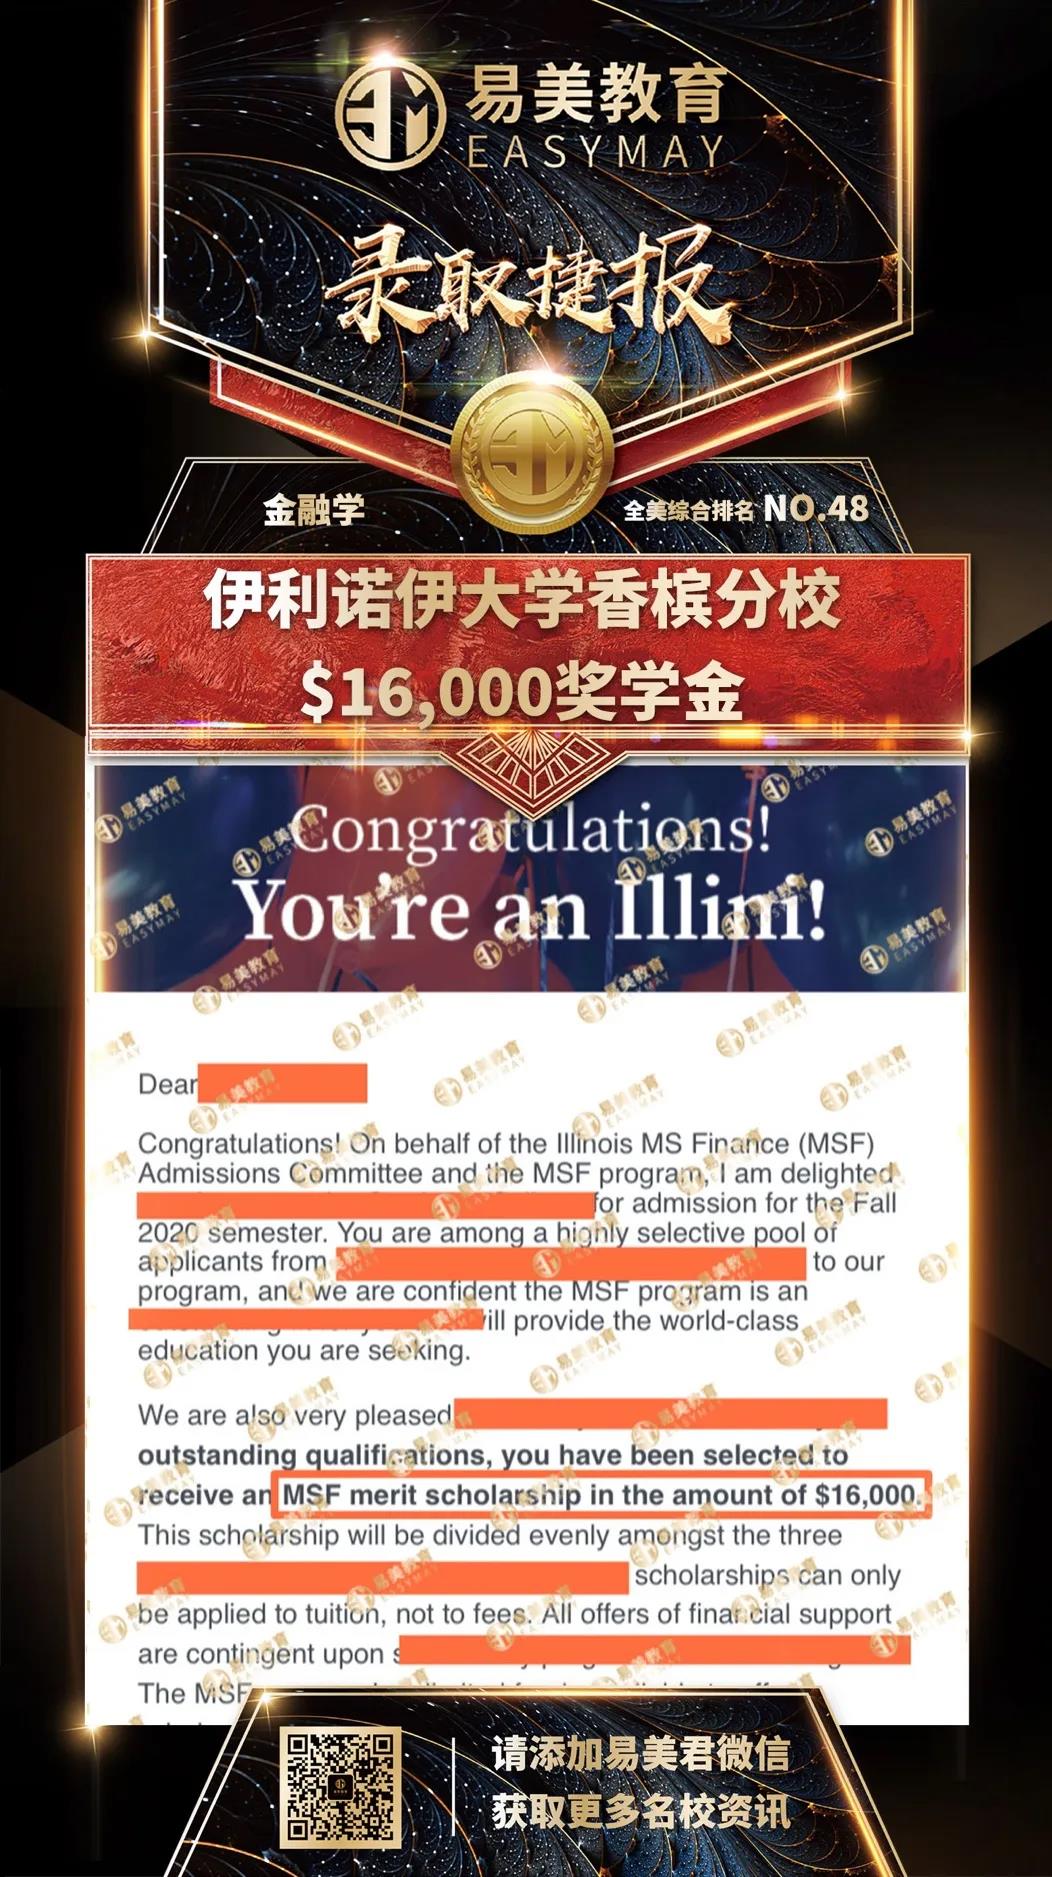 易美教育
EASYMAY
录取捷报
金融学
全美综合排名 NO.48
伊利诺伊大学香槟分校
$16,000奖学金
Congratulations!
You're an Illini!
Dear
Congratulations! On behalf of the Illinois MS Finance (MSF)
Admissions Committee and the MSF program, I am delighted
for admission for the Fall
2020 semester. You are among a highly selective pool of
applicants from to our
program, and we are confident the MSF program is an
will provide the world-class
education you are seeking.
We are also very pleased
outstanding qualifications, you have been selected to
receive an MSF merit scholarship in the amount of $16,000.
This scholarship will be divided evenly amongst the three
scholarships can only
be applied to tuition, not to fees. All offers of financial support
are contingent upon
The MSF
请添加易美君微信
获取更多名校资讯